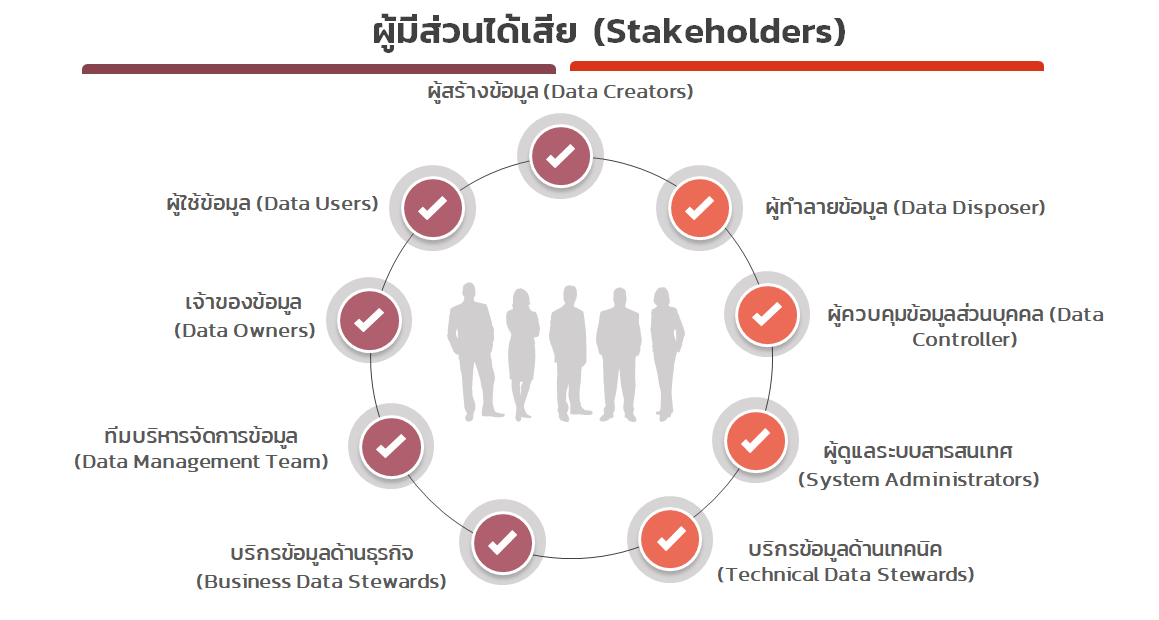 ผู้มีส่วนได้เสีย (Stakeholders)
ผู้สร้างข้อมูล (Data Creators)
ผู้ใช้ข้อมูล (Data Users)
ผู้ทำลายข้อมูล (Data Disposer)
เจ้าของข้อมูล
(Data Owners)
ผู้ควบคุมข้อมูลส่วนบุคคล (Data
Controller)
ทีมบริหารจัดการข้อมูล
(Data Management Team)
ผู้ดูแลระบบสารสนเทศ
(System Administrators)
บริกรข้อมูลด้านธุรกิจ
(Business Data Stewards)
บริกรข้อมูลด้านเทคนิค
(Technical Data Stewards)